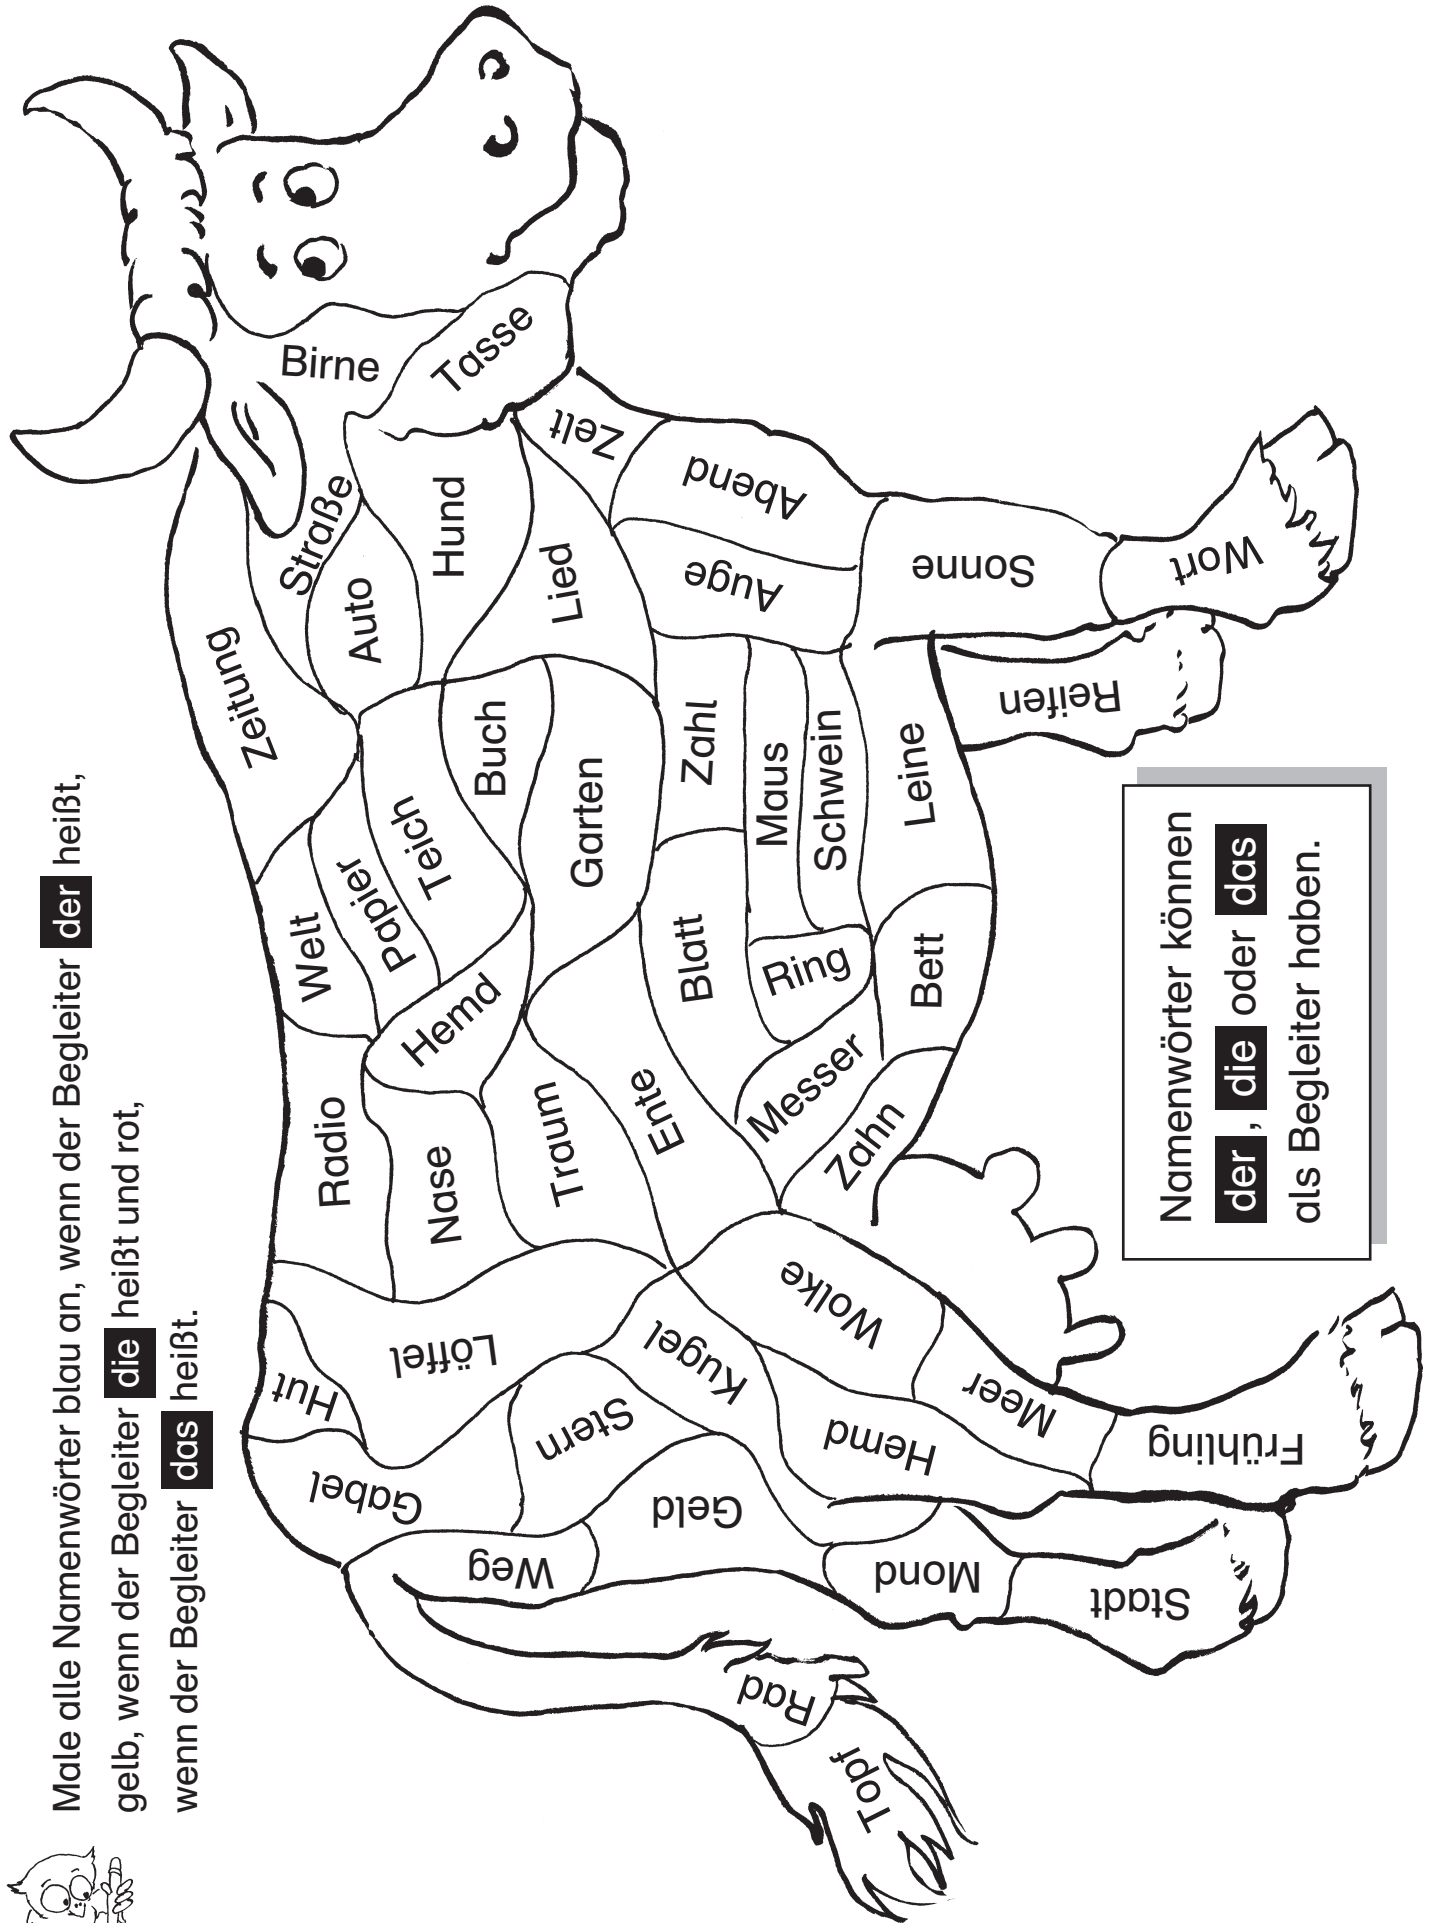 Male alle Namenwörter blau an, wenn der Begleiter der heißt,
gelb, wenn der Begleiter die heißt und rot,
wenn der Begleiter das heißt.
Birne
Tasse
Zelt
Abend
Auge
Sonne
Wort
Reifen
Straße
Auto
Hund
Lied
Zeitung
Buch
Teich
Garten
Zahl
Maus
Schwein
Leine
Welt
Papier
Hemd
Blatt
Ring
Bett
Messer
Zahn
Radio
Nase
Traum
Ente
Löffel
Hut
Gabel
Stern
Kugel
Wolke
Meer
Hemd
Frühling
Weg
Geld
Mond
Stadt
Rad
Topf
Namenwörter können
der, die oder das
als Begleiter haben.